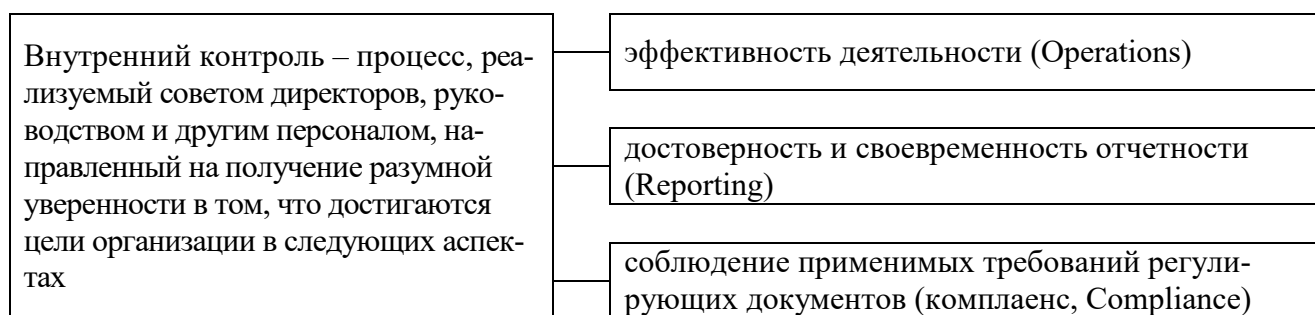 Внутренний контроль – процесс, реа-
лизуемый советом директоров, руко-
водством и другим персоналом, на-
правленный на получение разумной
уверенности в том, что достигаются
цели организации в следующих аспек-
тах
эффективность деятельности (Operations)
достоверность и своевременность отчетности
(Reporting)
соблюдение применимых требований регули-
рующих документов (комплаенс, Compliance)